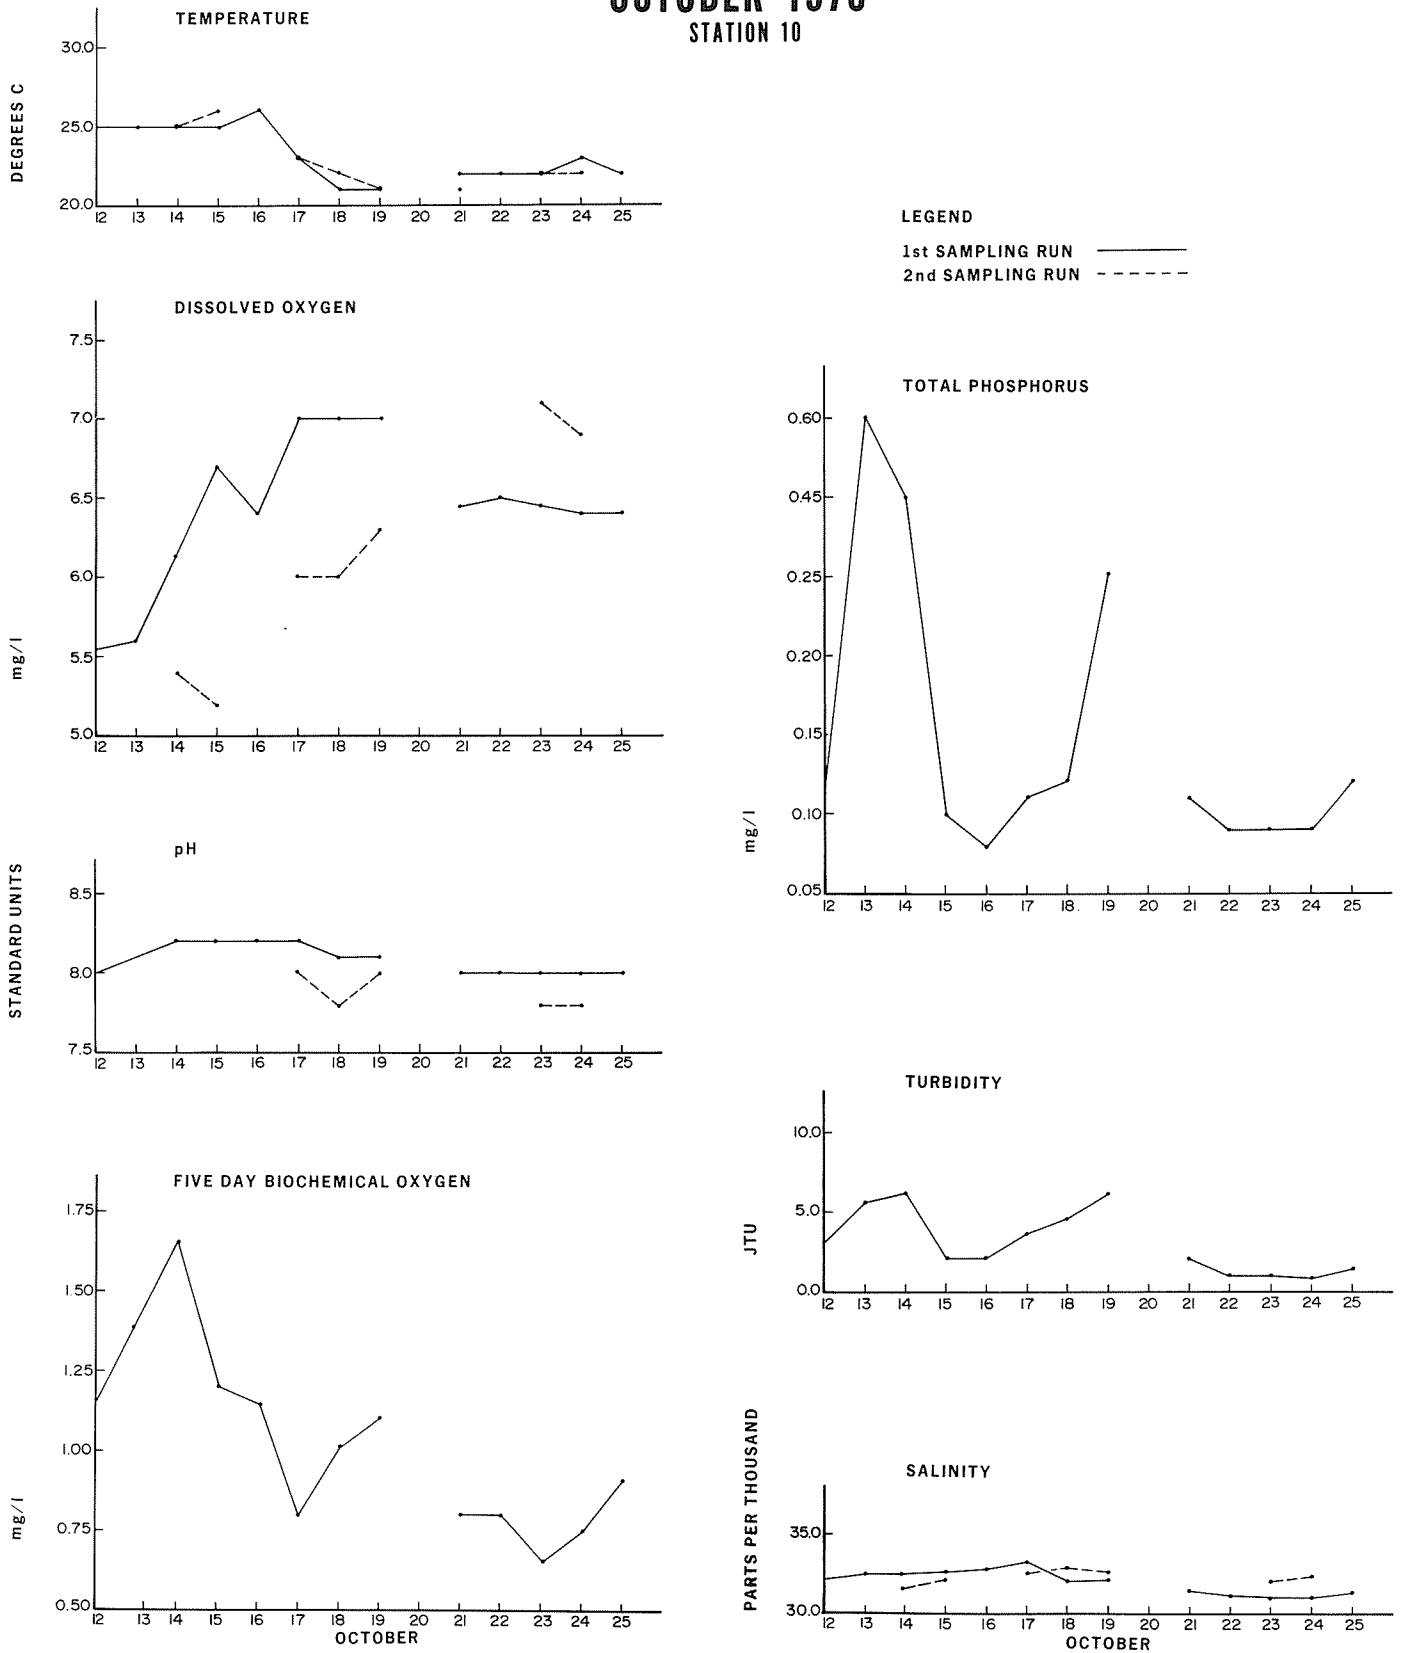 OCTOBER 1970
STATION 10
TEMPERATURE
DEGREES C
30.0
25.0
20.0
12 13 14 15 16 17 18 19 20 21 22 23 24 25
LEGEND
1st SAMPLING RUN
2nd SAMPLING RUN
DISSOLVED OXYGEN
mg/l
7.5
7.0
6.5
6.0
5.5
5.0
12 13 14 15 16 17 18 19 20 21 22 23 24 25
TOTAL PHOSPHORUS
mg/l
0.60
0.45
0.25
0.20
0.15
0.10
0.05
12 13 14 15 16 17 18. 19 20 21 22 23 24 25
pH
STANDARD UNITS
8.5
8.0
7.5
12 13 14 15 16 17 18 19 20 21 22 23 24 25
TURBIDITY
JTU
10.0
5.0
0.0
12 13 14 15 16 17 18 19 20 21 22 23 24 25
FIVE DAY BIOCHEMICAL OXYGEN
mg/l
1.75
1.50
1.25
1.00
0.75
0.50
12 13 14 15 16 17 18 19 20 21 22 23 24 25
OCTOBER
SALINITY
PARTS PER THOUSAND
35.0
30.0
12 13 14 15 16 17 18 19 20 21 22 23 24 25
OCTOBER